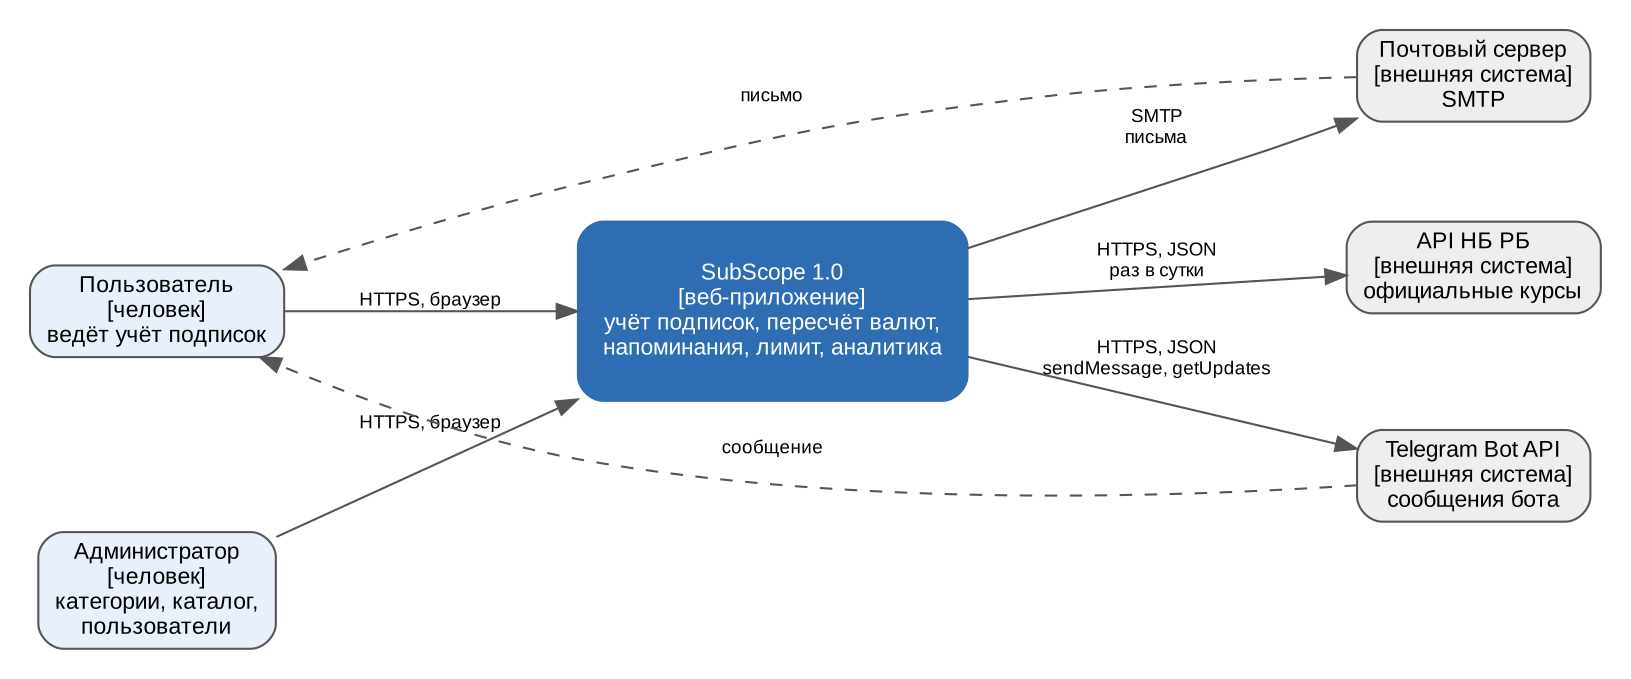 Почтовый сервер
[внешняя система]
SMTP
письмо
SMTP
письма
Пользователь
[человек]
ведёт учёт подписок
HTTPS, браузер
SubScope 1.0
[веб-приложение]
учёт подписок, пересчёт валют,
напоминания, лимит, аналитика
HTTPS, JSON
раз в сутки
API НБ РБ
[внешняя система]
официальные курсы
HTTPS, JSON
sendMessage, getUpdates
HTTPS, браузер
сообщение
Telegram Bot API
[внешняя система]
сообщения бота
Администратор
[человек]
категории, каталог,
пользователи